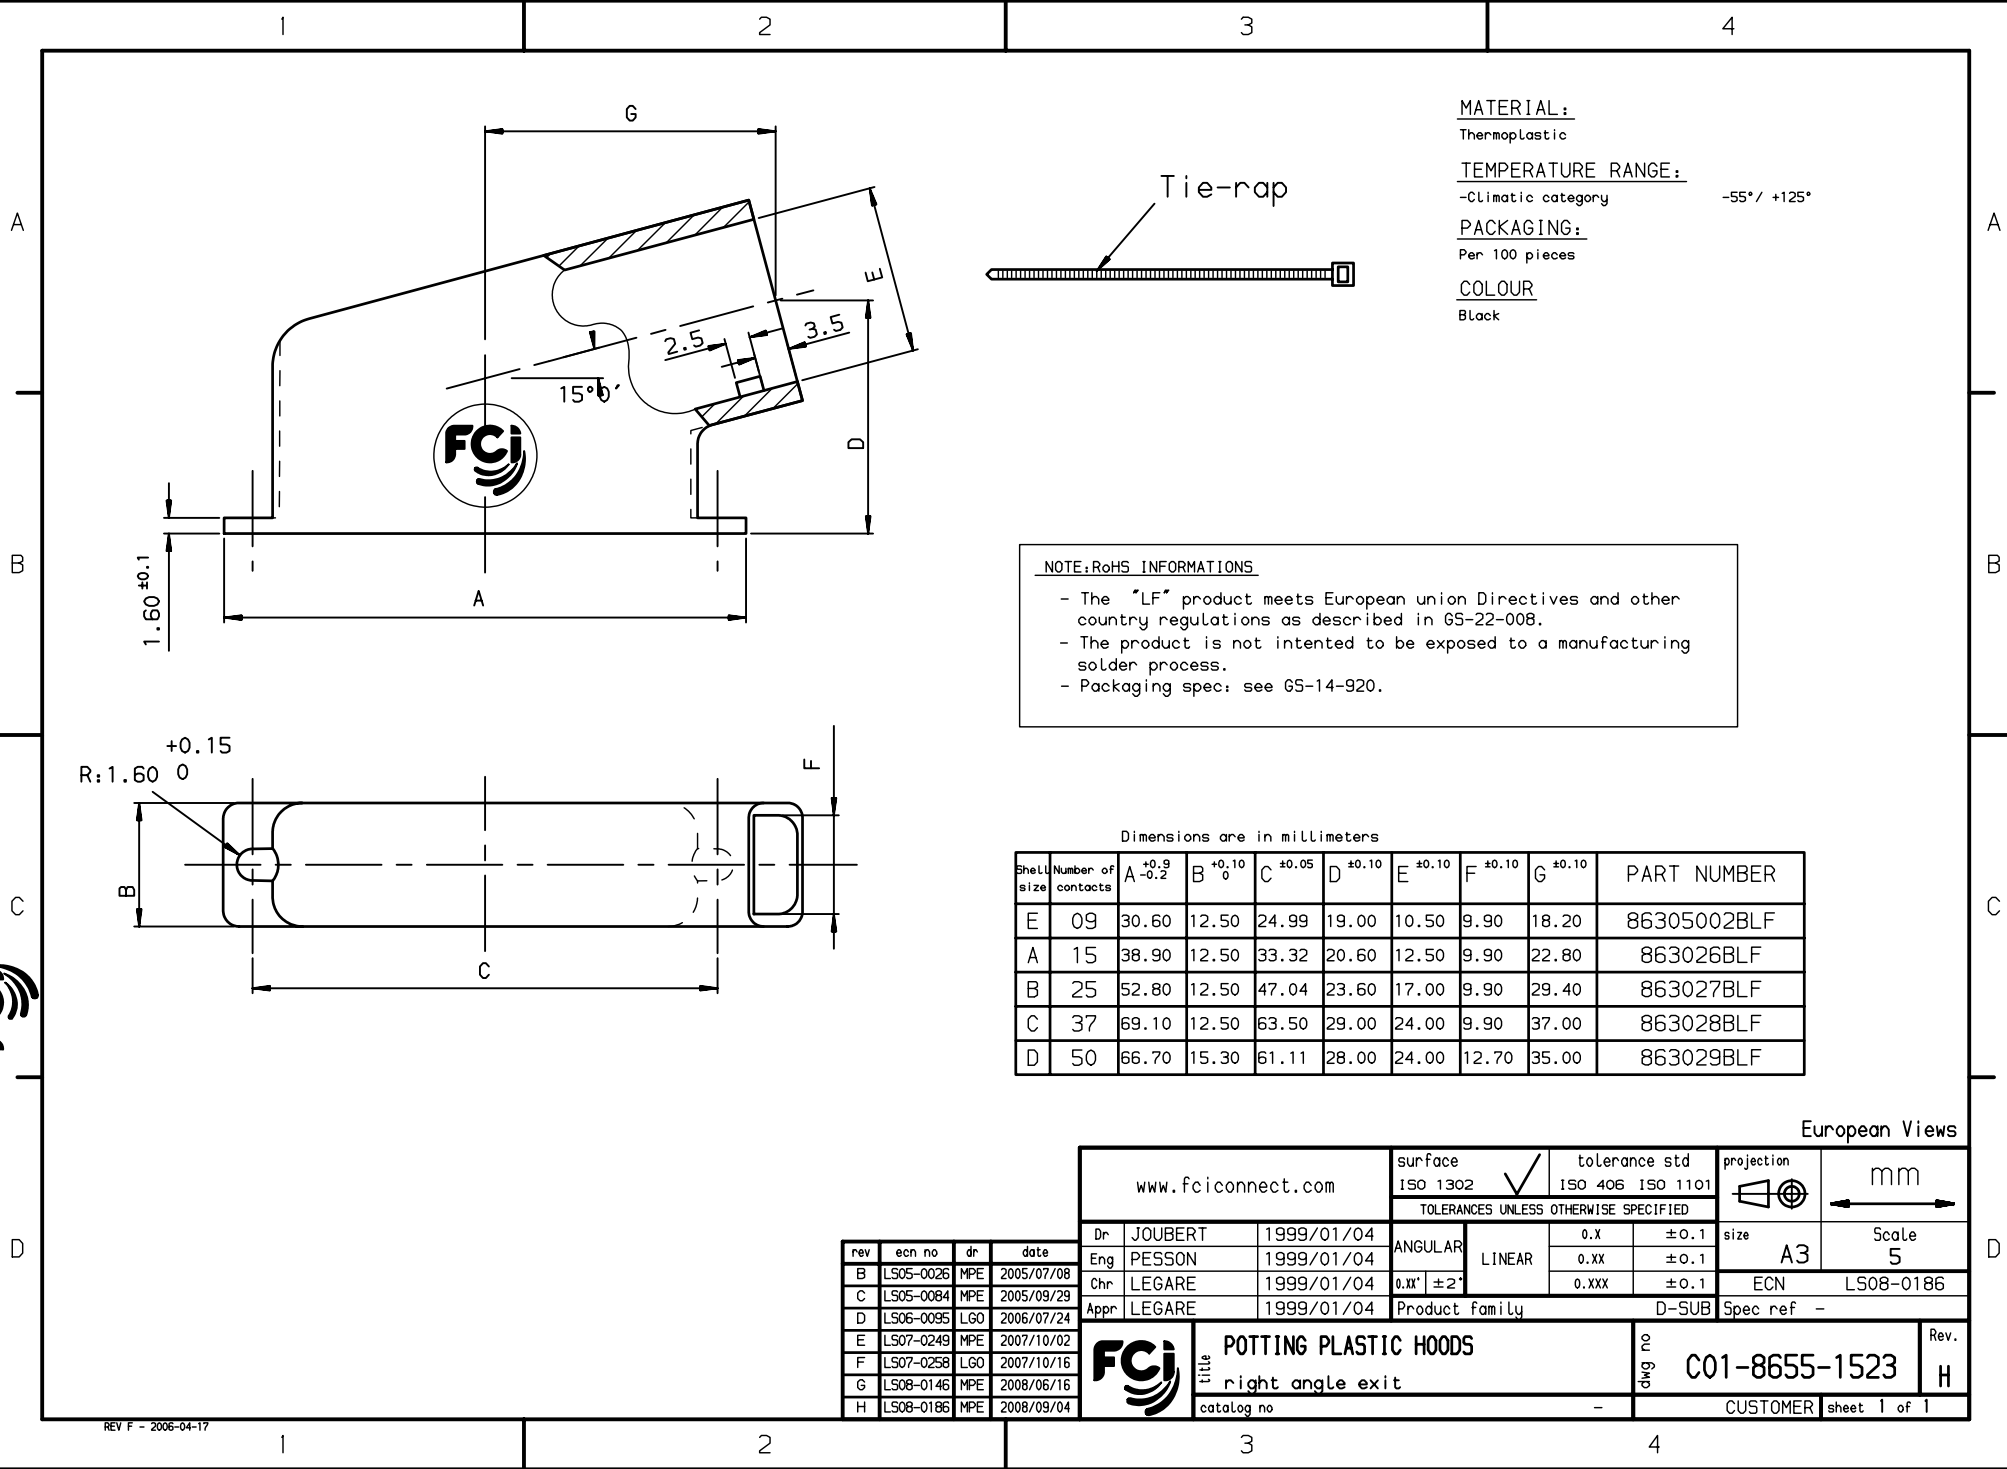 1 2 3 4
A A
B B
C C
D D
G
E
2.5
3.5
15°0′
D
FCi
1.60 ±0.1
A
Tie-rap
MATERIAL:
Thermoplastic
TEMPERATURE RANGE:
-Climatic category -55°/ +125°
PACKAGING:
Per 100 pieces
COLOUR
Black
NOTE:RoHS INFORMATIONS
- The "LF" product meets European union Directives and other
country regulations as described in GS-22-008.
- The product is not intented to be exposed to a manufacturing
solder process.
- Packaging spec: see GS-14-920.
+0.15
R:1.60 0
B
F
C
Dimensions are in millimeters
Shell size Number of contacts A +0.9 -0.2 B +0.10 0 C ±0.05 D ±0.10 E ±0.10 F ±0.10 G ±0.10 PART NUMBER
E 09 30.60 12.50 24.99 19.00 10.50 9.90 18.20 86305002BLF
A 15 38.90 12.50 33.32 20.60 12.50 9.90 22.80 863026BLF
B 25 52.80 12.50 47.04 23.60 17.00 9.90 29.40 863027BLF
C 37 69.10 12.50 63.50 29.00 24.00 9.90 37.00 863028BLF
D 50 66.70 15.30 61.11 28.00 24.00 12.70 35.00 863029BLF
European Views
www.fciconnect.com
surface
ISO 1302
tolerance std
ISO 406 ISO 1101
projection
mm
TOLERANCES UNLESS OTHERWISE SPECIFIED
Dr JOUBERT 1999/01/04
Eng PESSON 1999/01/04
Chr LEGARE 1999/01/04
Appr LEGARE 1999/01/04
ANGULAR
0.XX° ±2°
LINEAR
0.X ±0.1
0.XX ±0.1
0.XXX ±0.1
size A3
Scale 5
ECN LS08-0186
Product family D-SUB
Spec ref -
rev ecn no dr date
B LS05-0026 MPE 2005/07/08
C LS05-0084 MPE 2005/09/29
D LS06-0095 LGO 2006/07/24
E LS07-0249 MPE 2007/10/02
F LS07-0258 LGO 2007/10/16
G LS08-0146 MPE 2008/06/16
H LS08-0186 MPE 2008/09/04
FCi
title
POTTING PLASTIC HOODS
right angle exit
dwg no
C01-8655-1523
Rev.
H
catalog no -
CUSTOMER
sheet 1 of 1
REV F - 2006-04-17
1 2 3 4